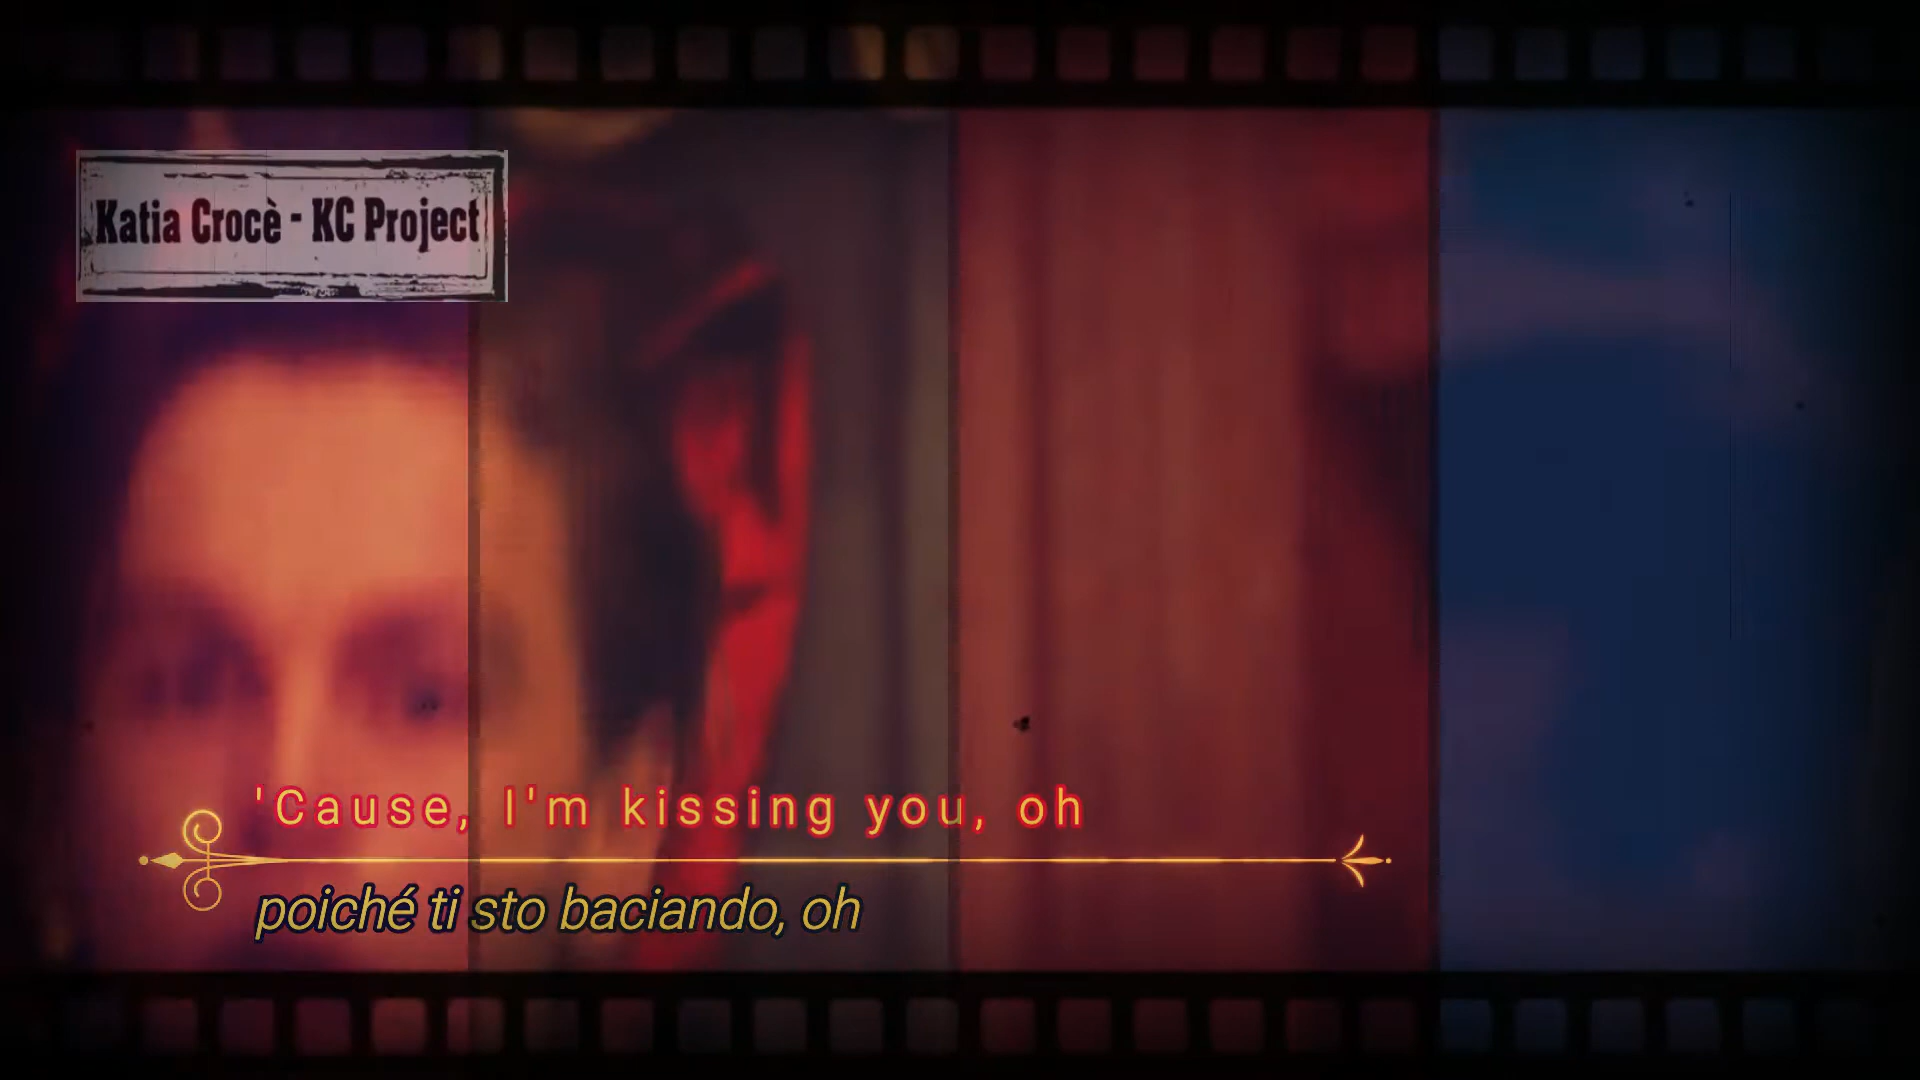 Katia Crocè - KC Project
'Cause, I'm kissing you, oh
poiché ti sto baciando, oh